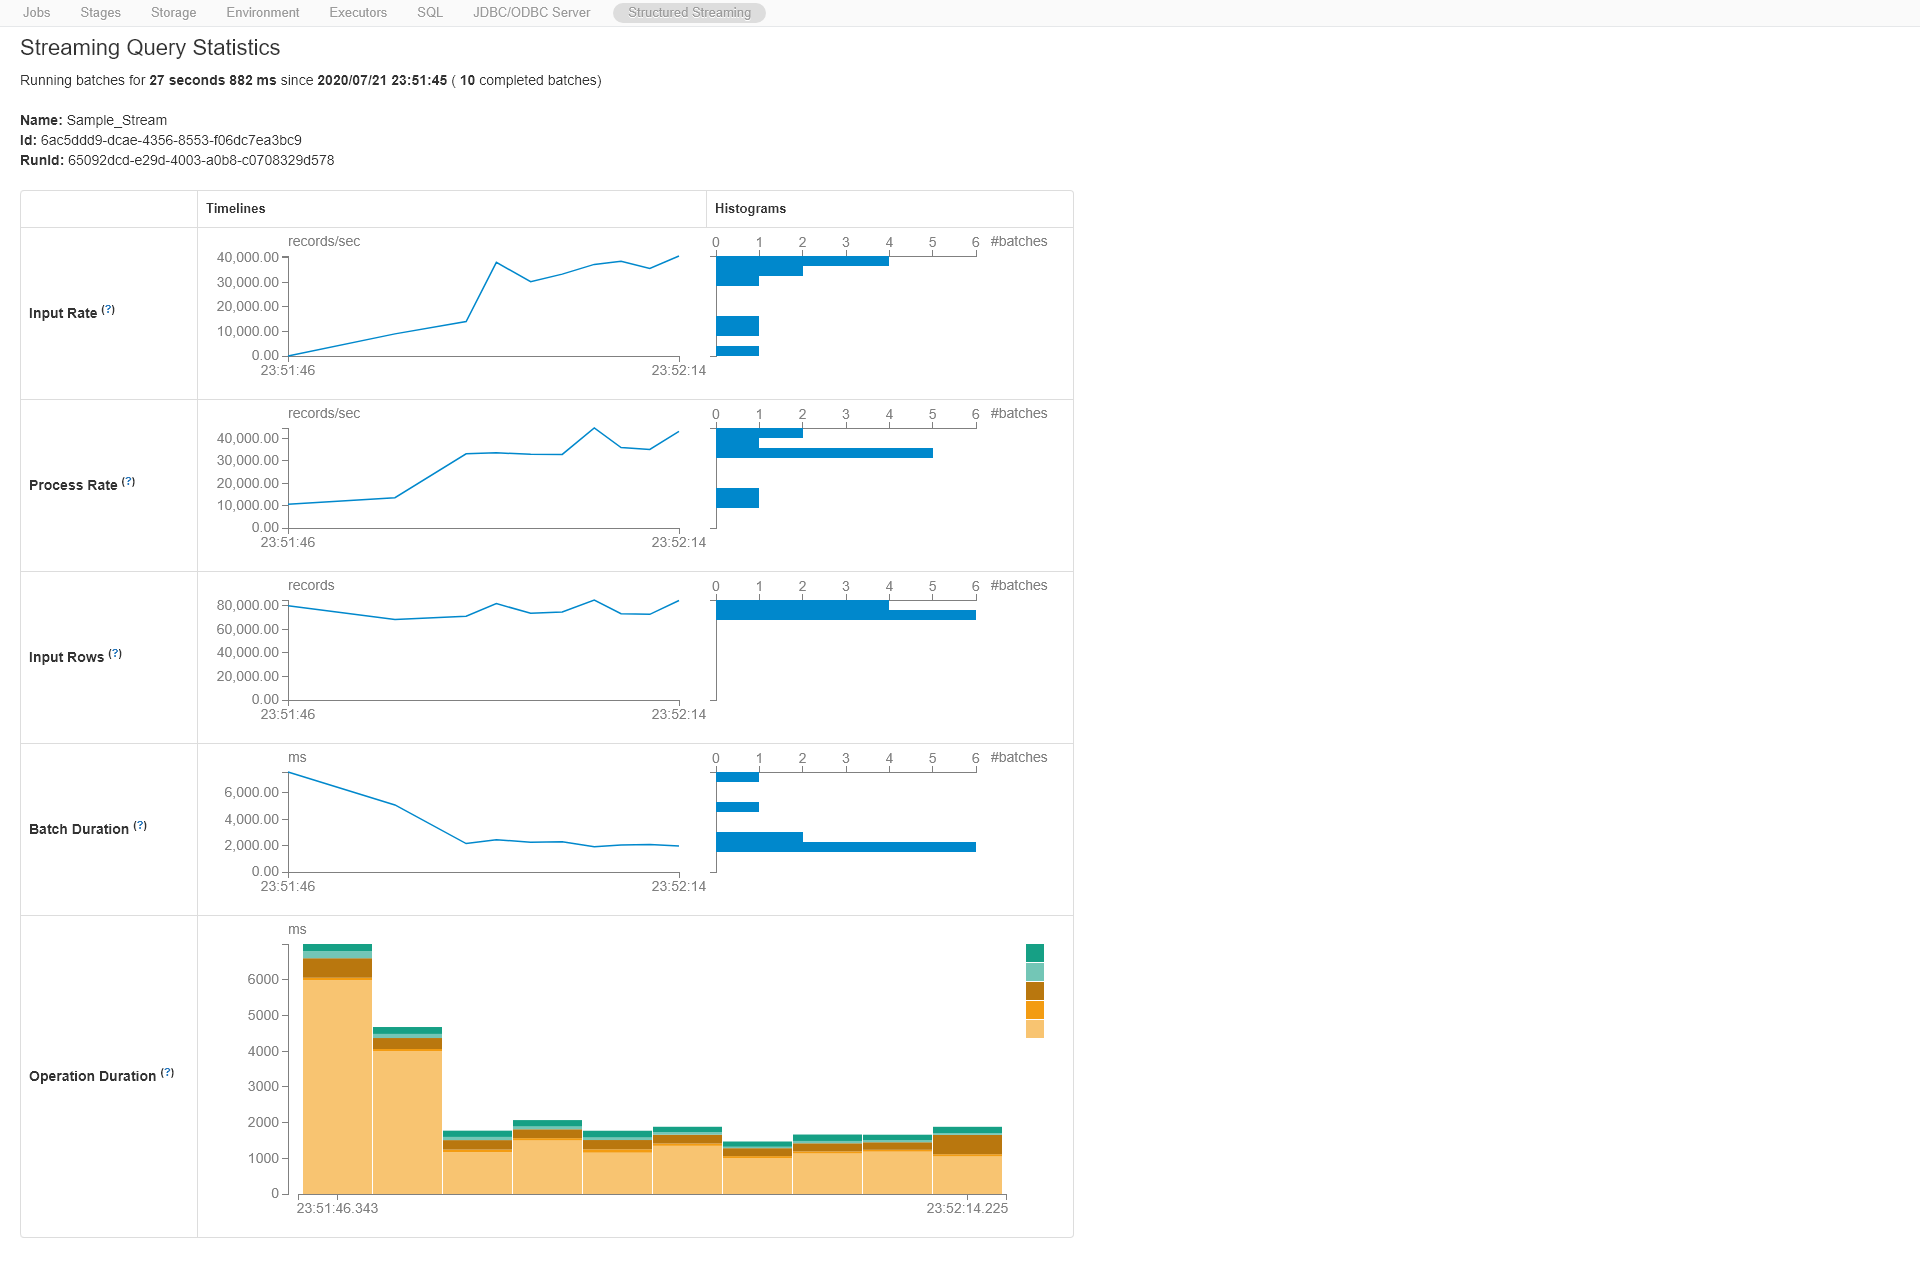 Jobs Stages Storage Environment Executors SQL JDBC/ODBC Server Structured Streaming
Streaming Query Statistics
Running batches for 27 seconds 882 ms since 2020/07/21 23:51:45 ( 10 completed batches)
Name: Sample_Stream
Id: 6ac5ddd9-dcae-4356-8553-f06dc7ea3bc9
RunId: 65092dcd-e29d-4003-a0b8-c0708329d578
Timelines Histograms
Input Rate (?)
records/sec
40,000.00
30,000.00
20,000.00
10,000.00
0.00
23:51:46 23:52:14
0 1 2 3 4 5 6 #batches
Process Rate (?)
records/sec
40,000.00
30,000.00
20,000.00
10,000.00
0.00
23:51:46 23:52:14
0 1 2 3 4 5 6 #batches
Input Rows (?)
records
80,000.00
60,000.00
40,000.00
20,000.00
0.00
23:51:46 23:52:14
0 1 2 3 4 5 6 #batches
Batch Duration (?)
ms
6,000.00
4,000.00
2,000.00
0.00
23:51:46 23:52:14
0 1 2 3 4 5 6 #batches
Operation Duration (?)
ms
6000
5000
4000
3000
2000
1000
0
23:51:46.343 23:52:14.225